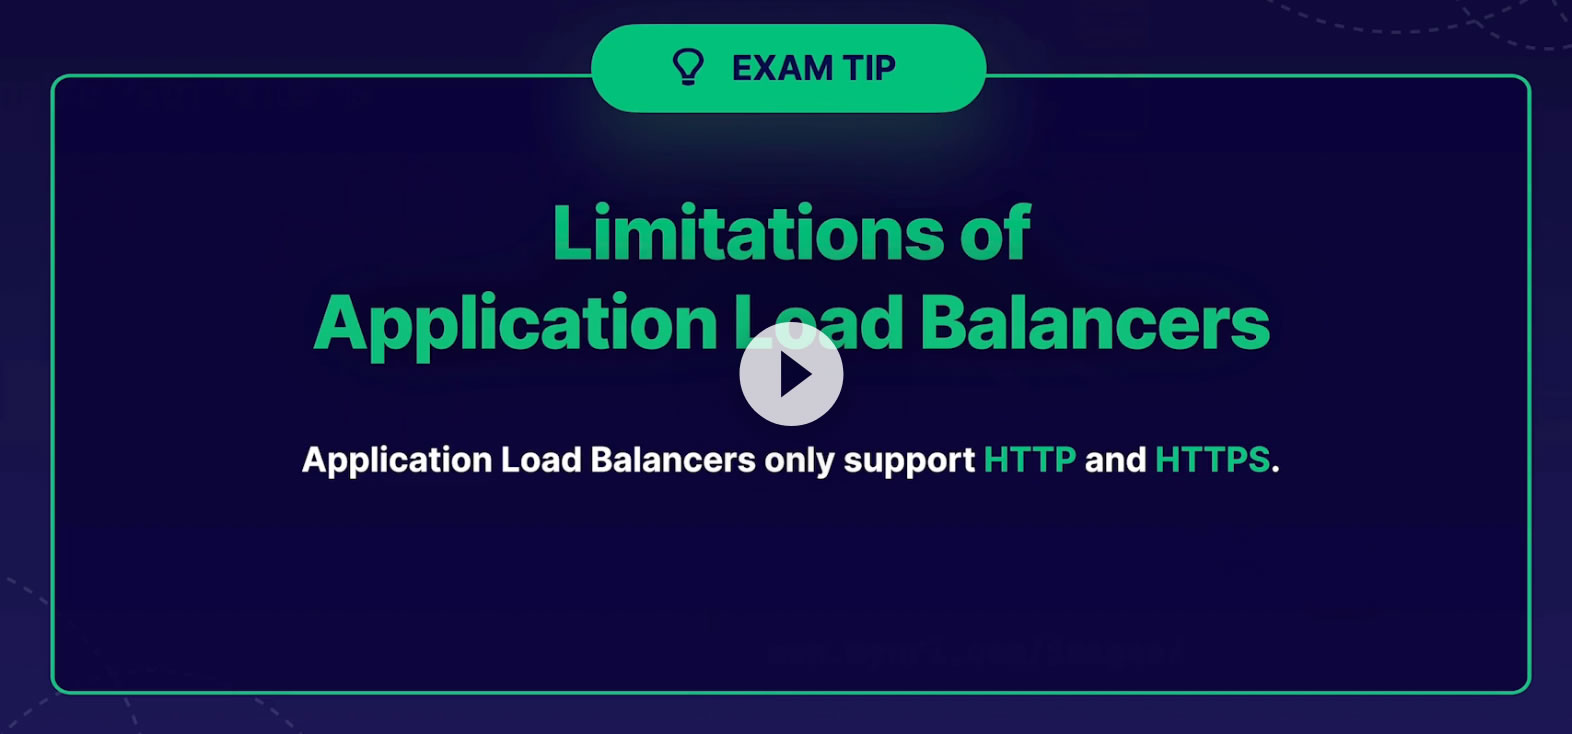 EXAM TIP
Limitations of
Application Load Balancers
Application Load Balancers only support HTTP and HTTPS.